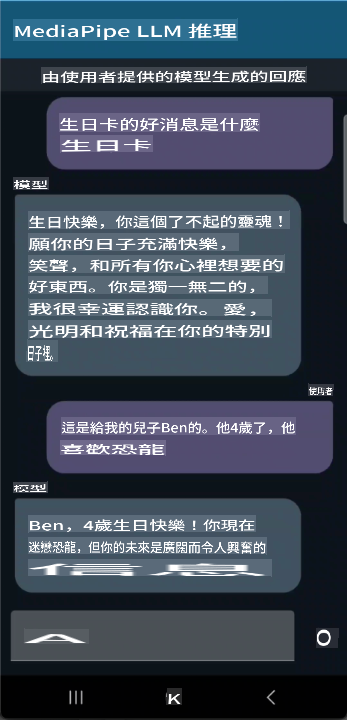 MediaPipe LLM 推理
由使用者提供的模型生成的回應
生日卡的好消息是什麼
生日卡
模型
生日快樂，你這個了不起的靈魂！
願你的日子充滿快樂，
笑聲，和所有你心裡想要的
好東西。你是獨一無二的，
我很幸運認識你。愛，
光明和祝福在你的特別
日子裡。
使用者
這是給我的兒子Ben的。他4歲了，他
喜歡恐龍
模型
Ben，4歲生日快樂！你現在
迷戀恐龍，但你的未來是廣闊而令人興奮的
信息
A
O
K